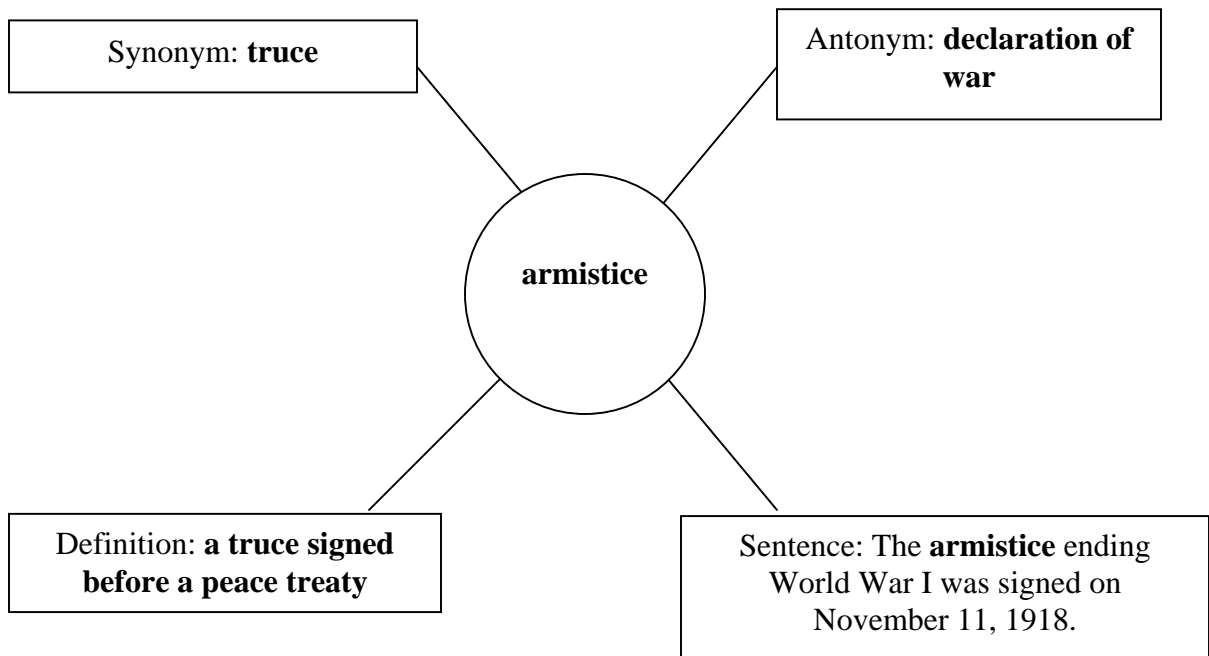 Synonym: truce
Antonym: declaration of
war
armistice
Definition: a truce signed
before a peace treaty
Sentence: The armistice ending
World War I was signed on
November 11, 1918.